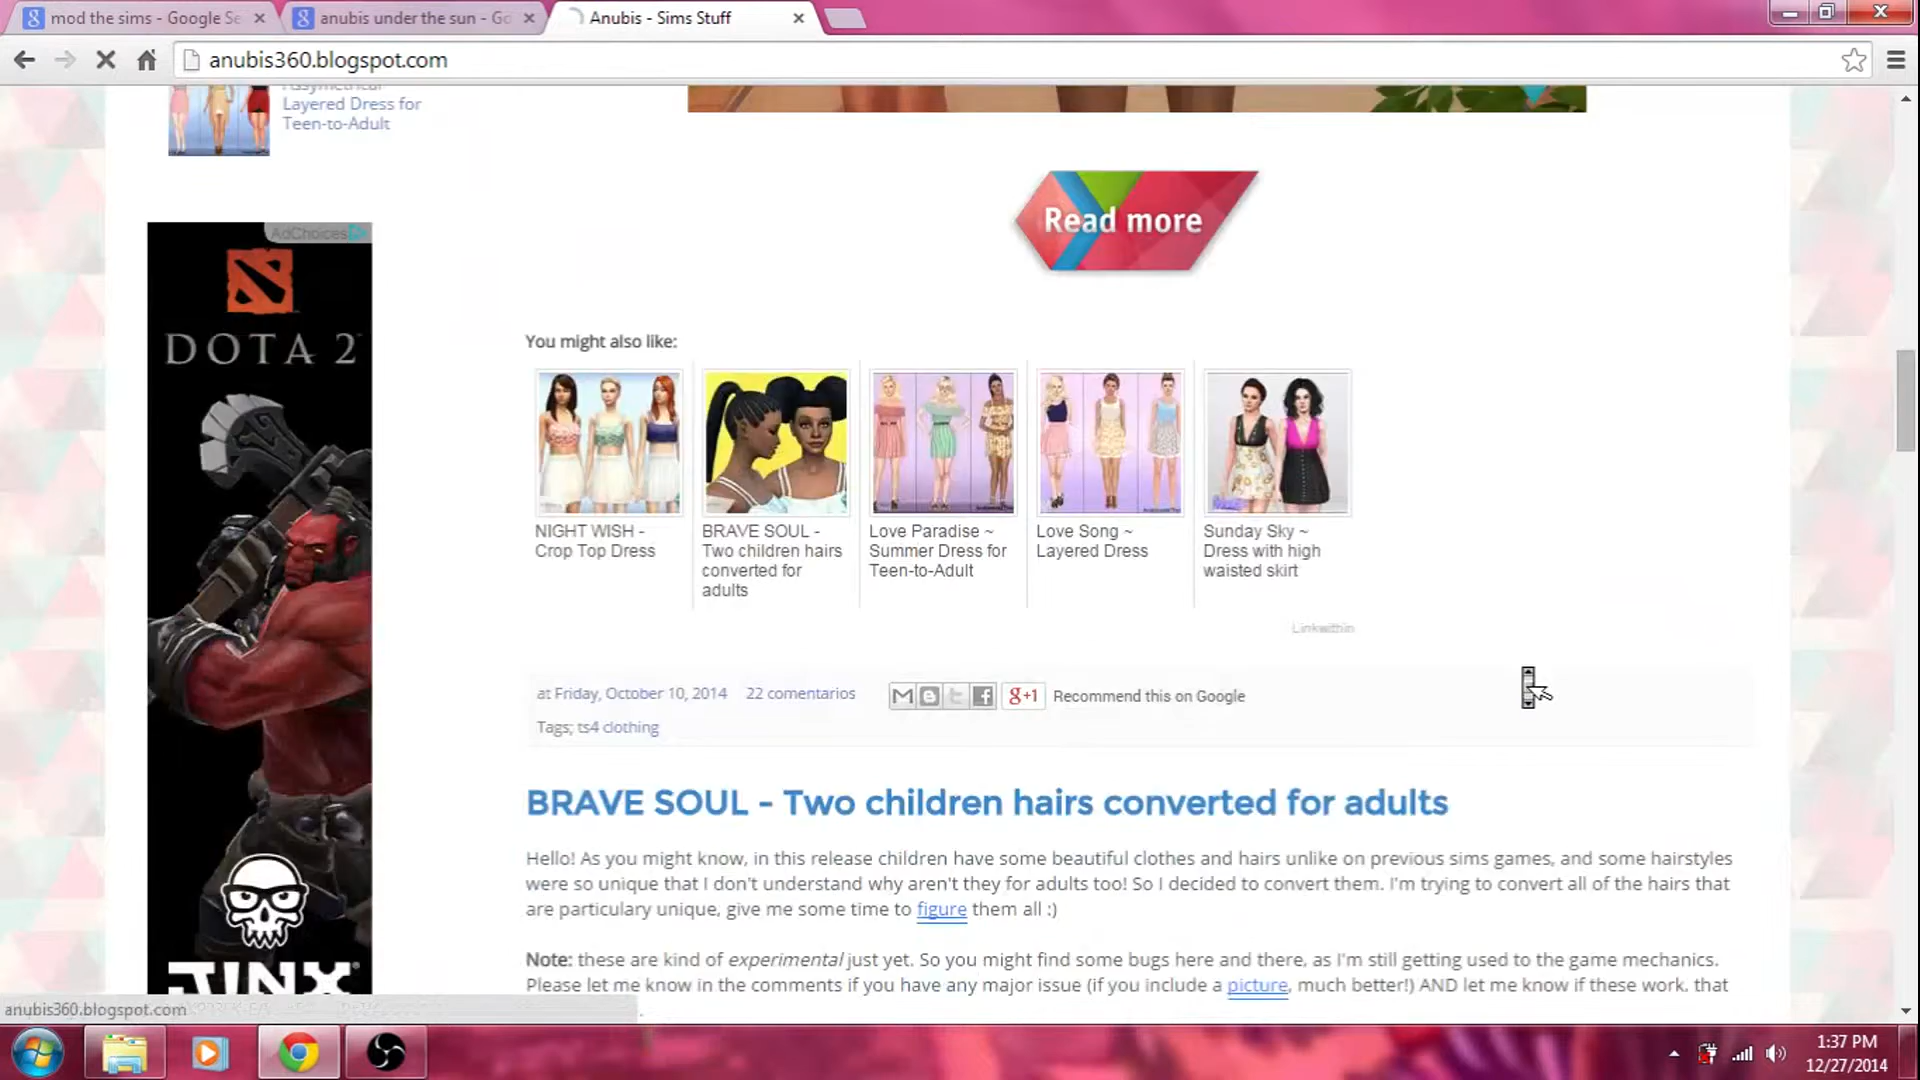 mod the sims - Google Se
anubis under the sun - Go
Anubis - Sims Stuff
anubis360.blogspot.com
Assymetrical
Layered Dress for
Teen-to-Adult
Read more
AdChoices
DOTA 2
JINX
You might also like:
NIGHT WISH -
Crop Top Dress
BRAVE SOUL -
Two children hairs
converted for
adults
Love Paradise ~
Summer Dress for
Teen-to-Adult
Love Song ~
Layered Dress
Sunday Sky ~
Dress with high
waisted skirt
Linkwithin
at Friday, October 10, 2014 22 comentarios
g+1 Recommend this on Google
Tags; ts4 clothing
BRAVE SOUL - Two children hairs converted for adults
Hello! As you might know, in this release children have some beautiful clothes and hairs unlike on previous sims games, and some hairstyles
were so unique that I don't understand why aren't they for adults too! So I decided to convert them. I'm trying to convert all of the hairs that
are particulary unique, give me some time to figure them all :)
Note: these are kind of experimental just yet. So you might find some bugs here and there, as I'm still getting used to the game mechanics.
Please let me know in the comments if you have any major issue (if you include a picture, much better!) AND let me know if these work, that
anubis360.blogspot.com
1:37 PM
12/27/2014